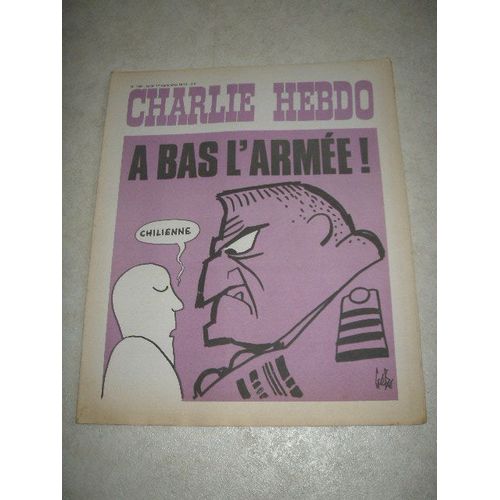 CHARLIE HEBDO
A BAS L'ARMÉE !
CHILIENNE